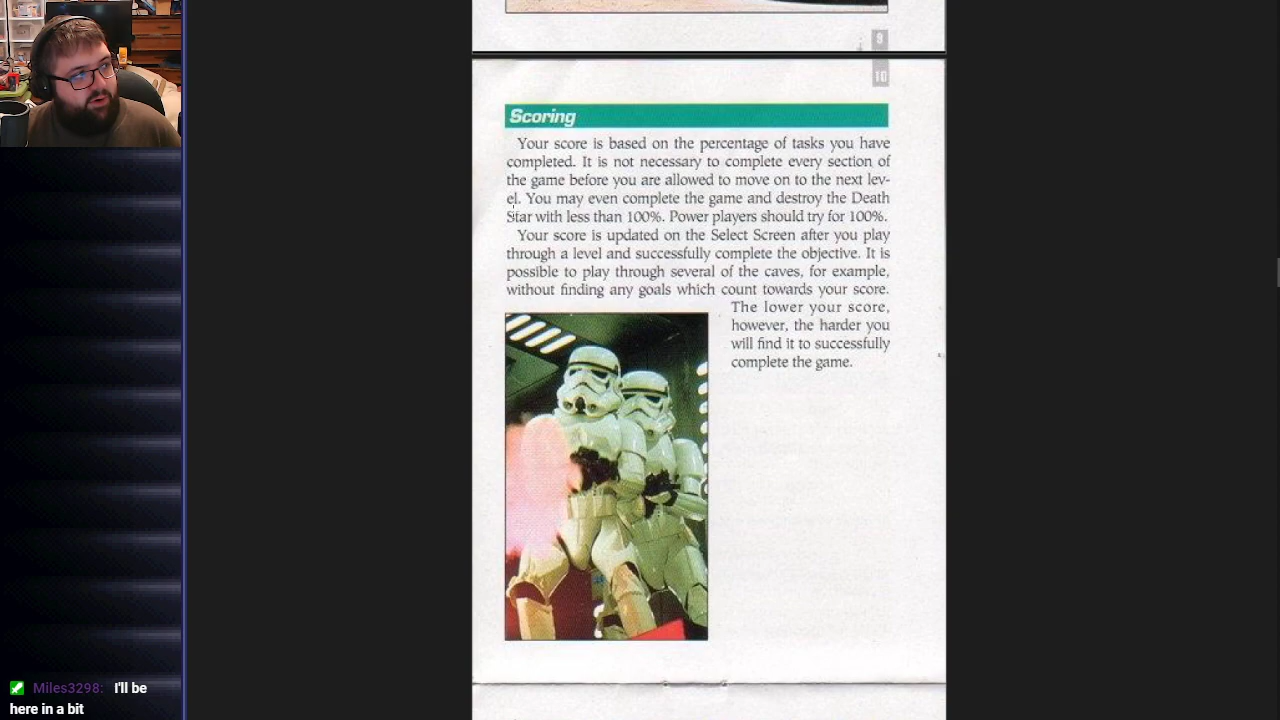 9
10
Scoring
Your score is based on the percentage of tasks you have
completed. It is not necessary to complete every section of
the game before you are allowed to move on to the next lev-
el. You may even complete the game and destroy the Death
Star with less than 100%. Power players should try for 100%.
Your score is updated on the Select Screen after you play
through a level and successfully complete the objective. It is
possible to play through several of the caves, for example,
without finding any goals which count towards your score.
The lower your score,
however, the harder you
will find it to successfully
complete the game.
Miles3298: I'll be
here in a bit